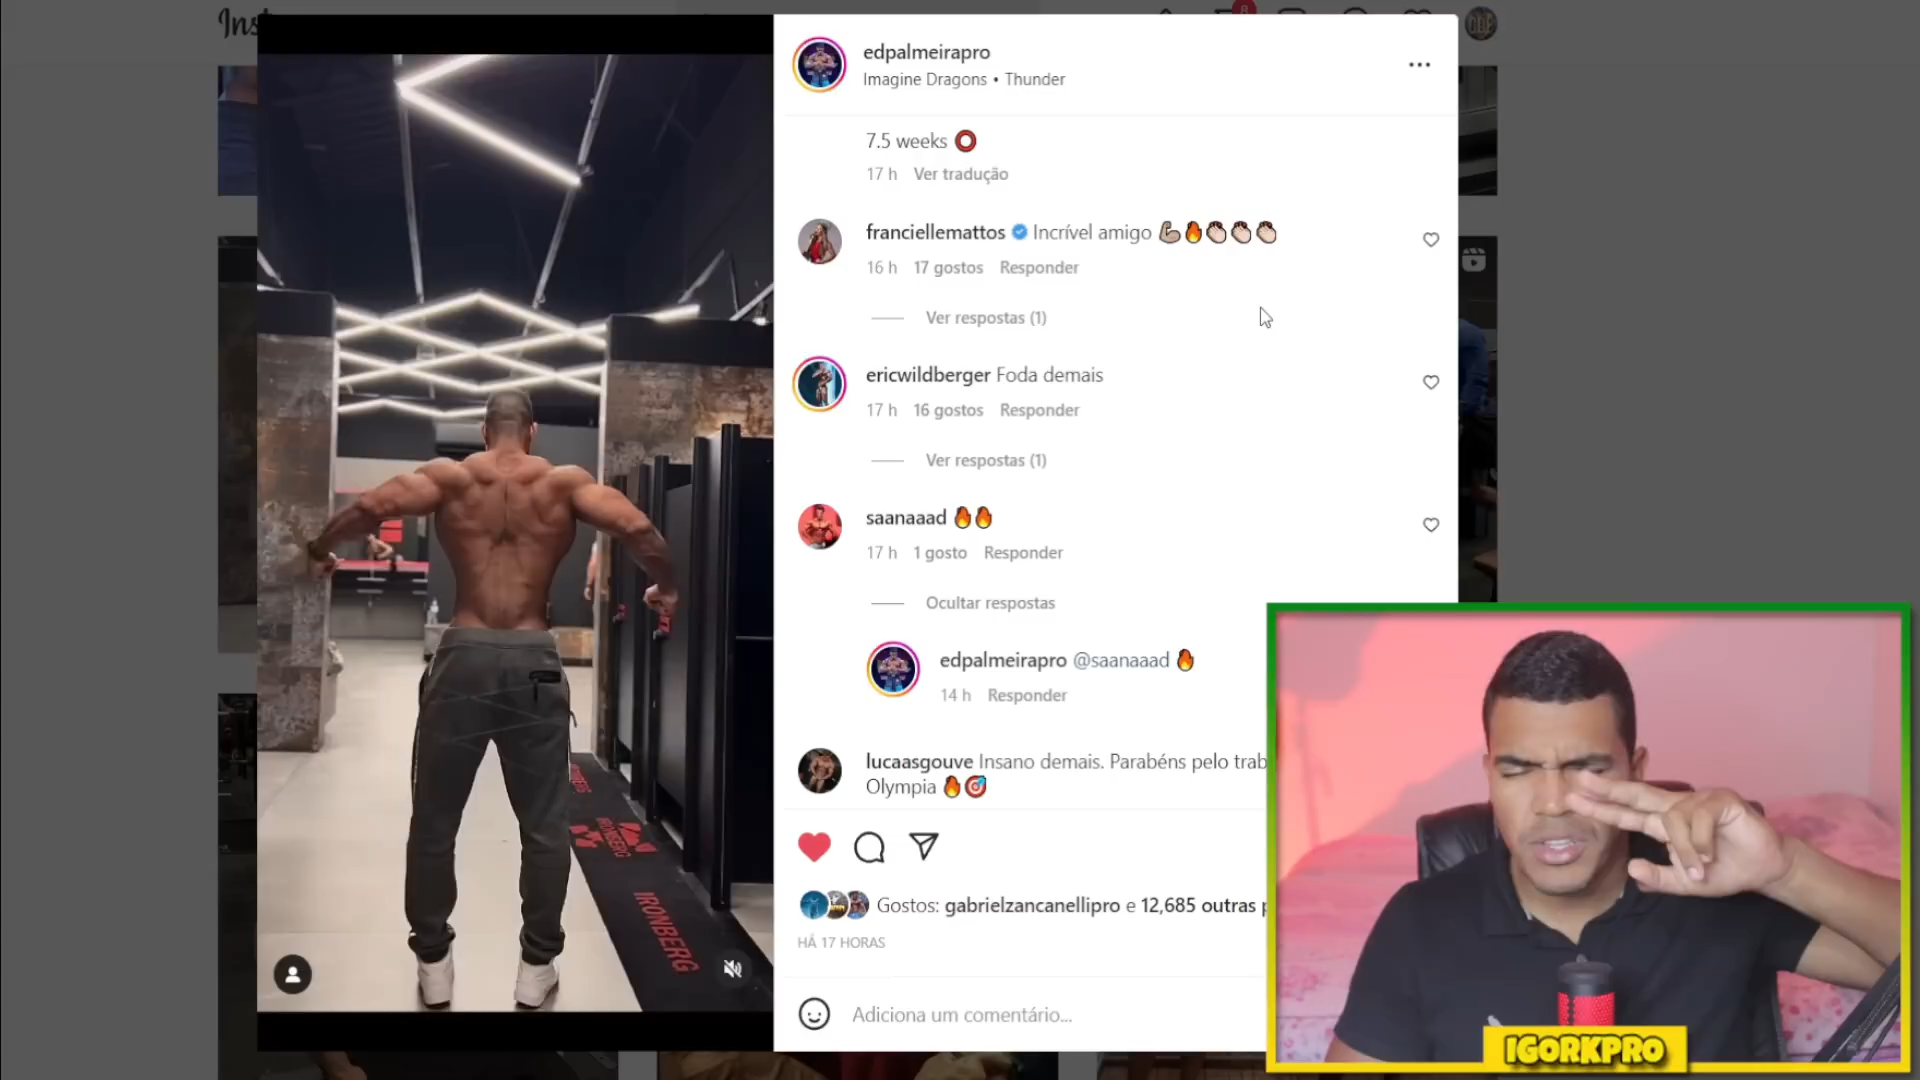 Inst
8
edpalmeirapro
Imagine Dragons • Thunder
7.5 weeks ⭕
17 h Ver tradução
franciellemattos Incrível amigo 💪🔥👏👏👏
16 h 17 gostos Responder
Ver respostas (1)
ericwildberger Foda demais
17 h 16 gostos Responder
Ver respostas (1)
saanaaad 🔥🔥
17 h 1 gosto Responder
Ocultar respostas
edpalmeirapro @saanaaad 🔥
14 h Responder
lucaasgouve Insano demais. Parabéns pelo trab
Olympia 🔥🎯
Gostos: gabrielzancanellipro e 12,685 outras p
HÁ 17 HORAS
Adiciona um comentário...
IRONBERG
IRONBERG
IGORKPRO